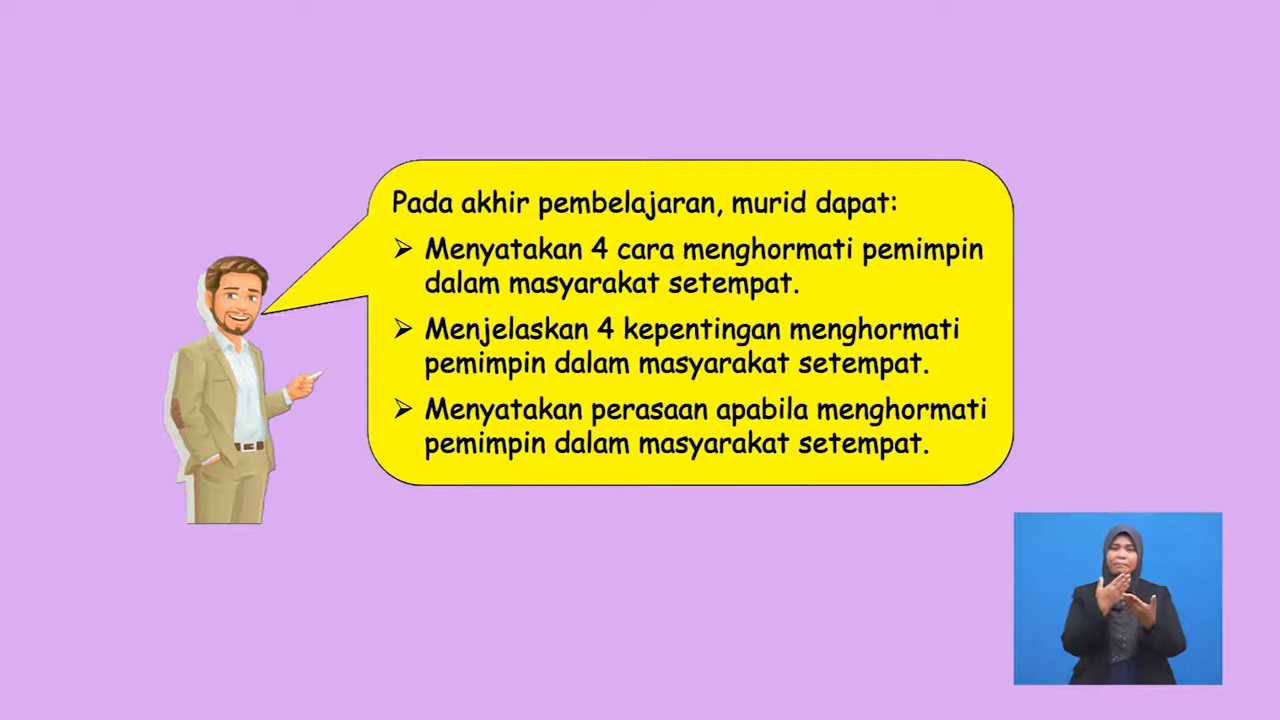 Pada akhir pembelajaran, murid dapat:
➢ Menyatakan 4 cara menghormati pemimpin
dalam masyarakat setempat.
➢ Menjelaskan 4 kepentingan menghormati
pemimpin dalam masyarakat setempat.
➢ Menyatakan perasaan apabila menghormati
pemimpin dalam masyarakat setempat.